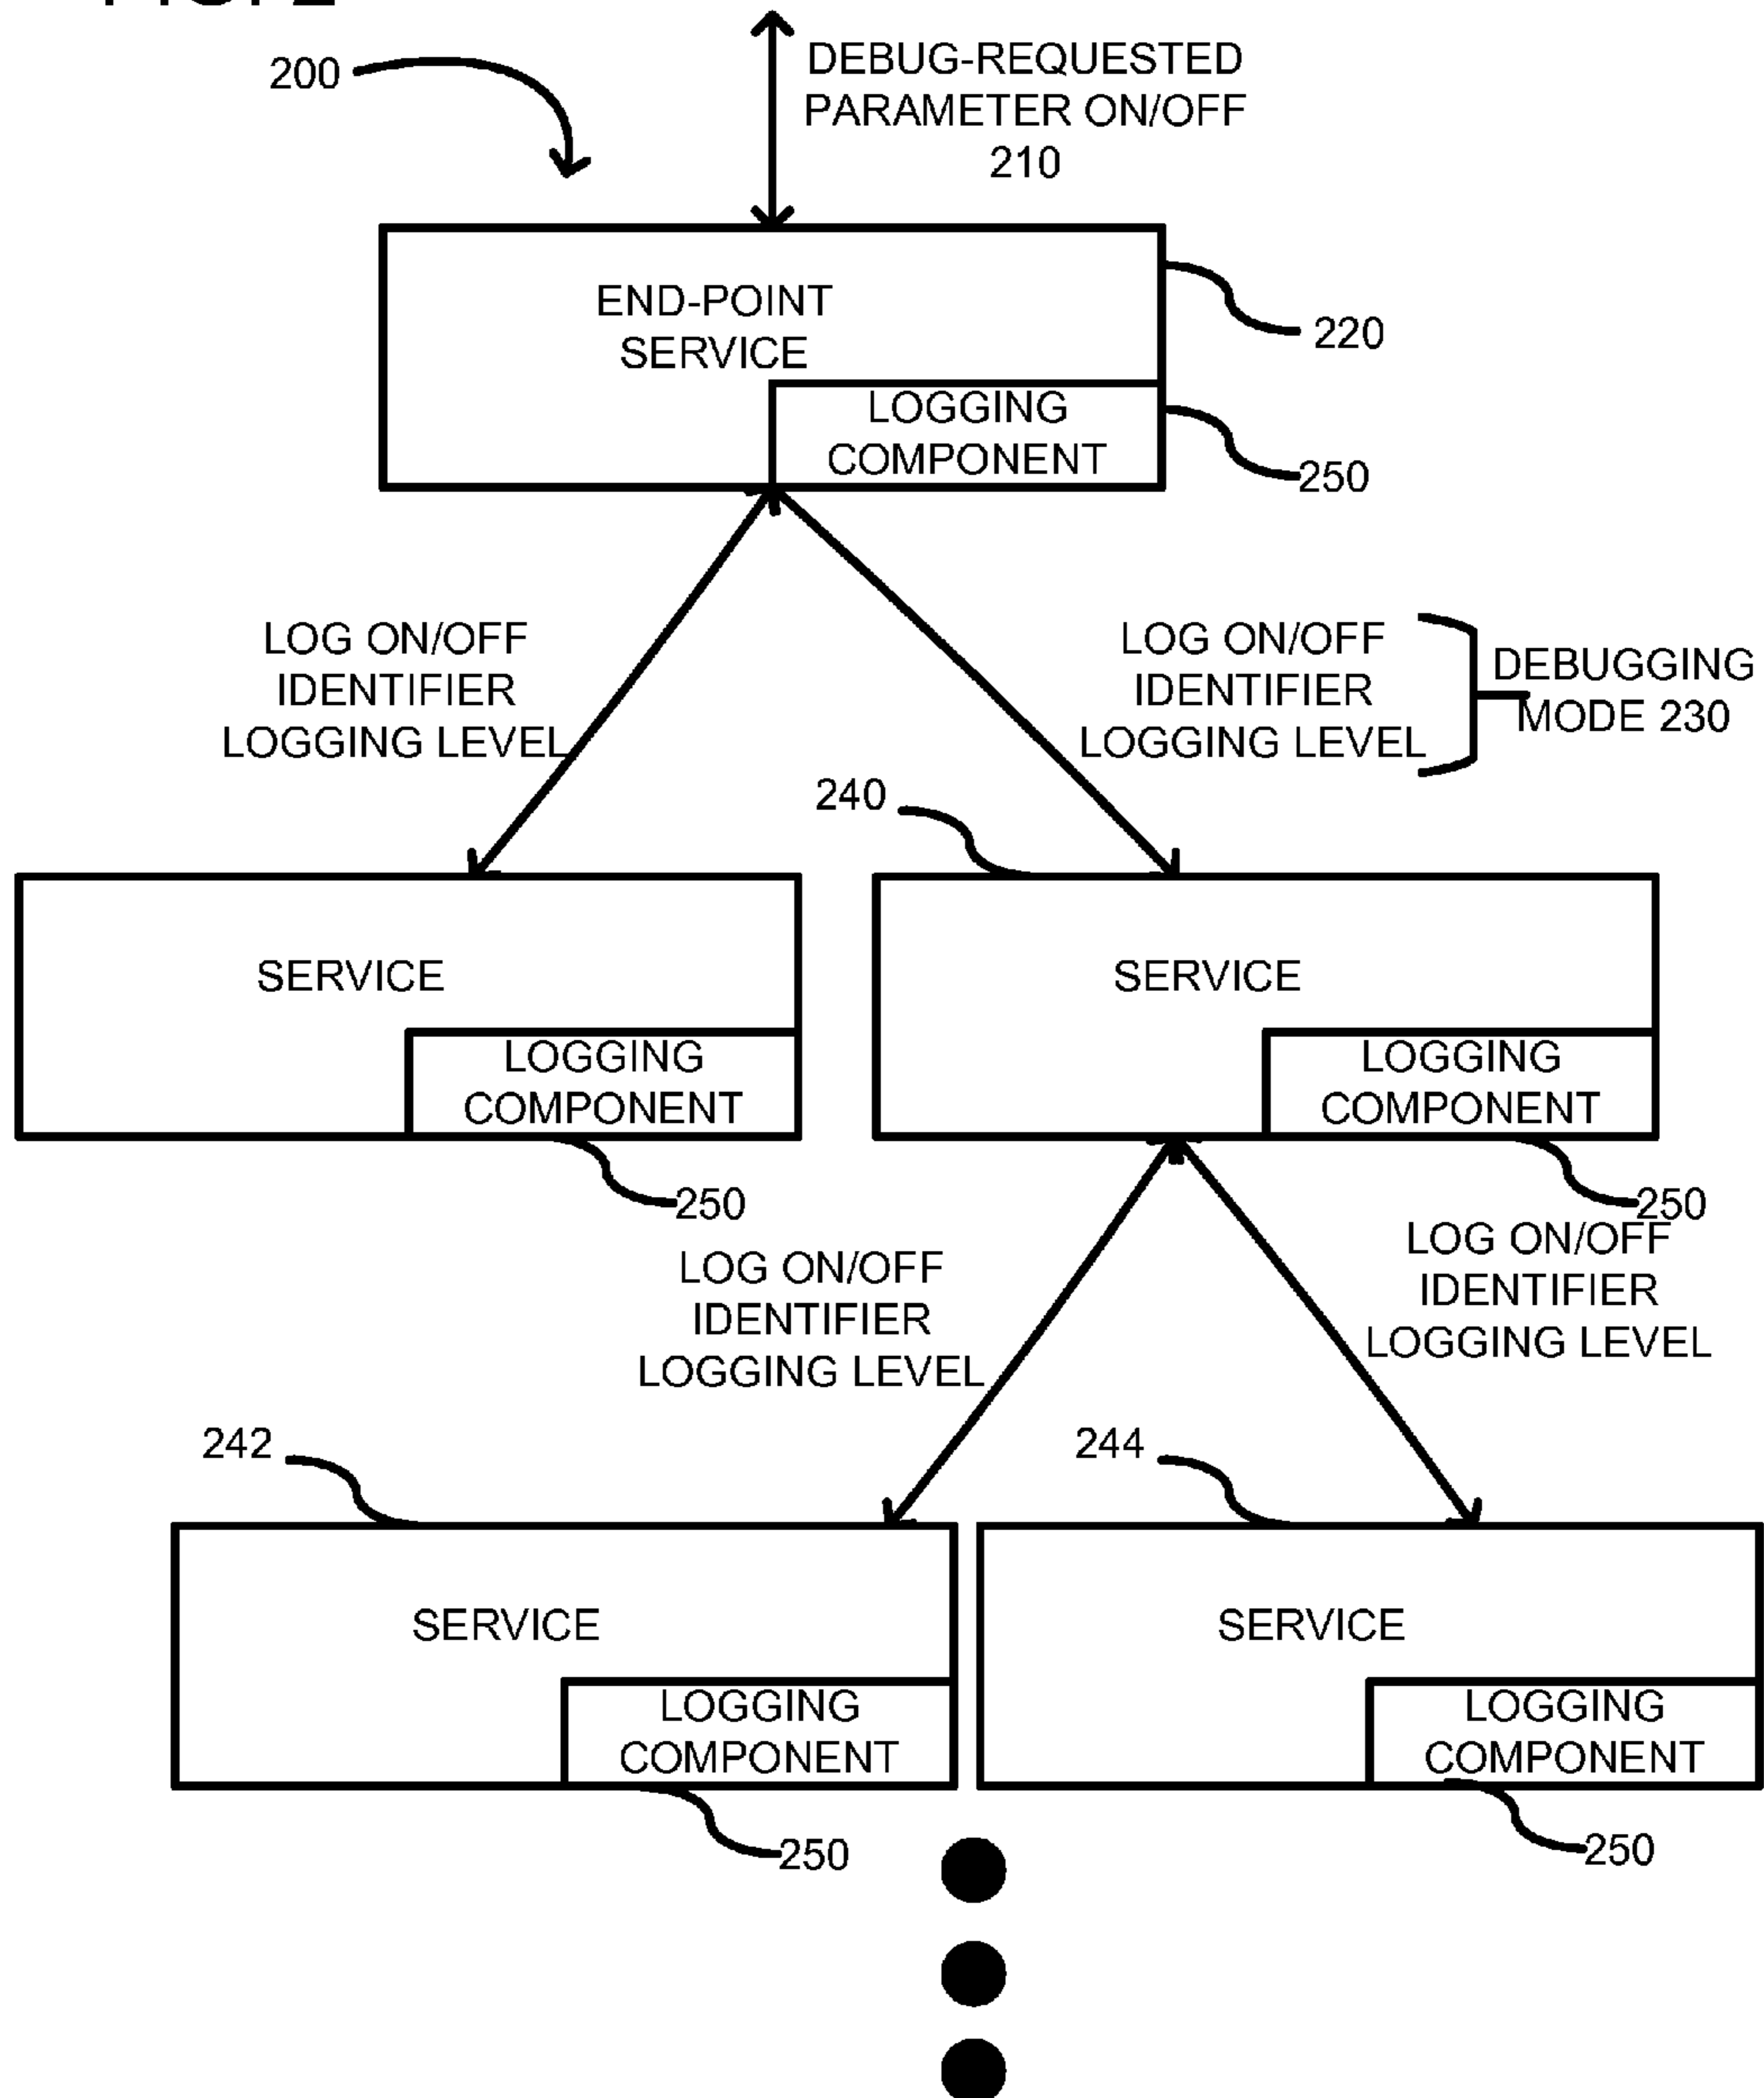 200
DEBUG-REQUESTED
PARAMETER ON/OFF
210
END-POINT
SERVICE
220
LOGGING
COMPONENT
250
LOG ON/OFF
IDENTIFIER
LOGGING LEVEL
LOG ON/OFF
IDENTIFIER
LOGGING LEVEL
DEBUGGING
MODE 230
240
SERVICE
LOGGING
COMPONENT
250
SERVICE
LOGGING
COMPONENT
250
LOG ON/OFF
IDENTIFIER
LOGGING LEVEL
LOG ON/OFF
IDENTIFIER
LOGGING LEVEL
242
244
SERVICE
LOGGING
COMPONENT
250
SERVICE
LOGGING
COMPONENT
250